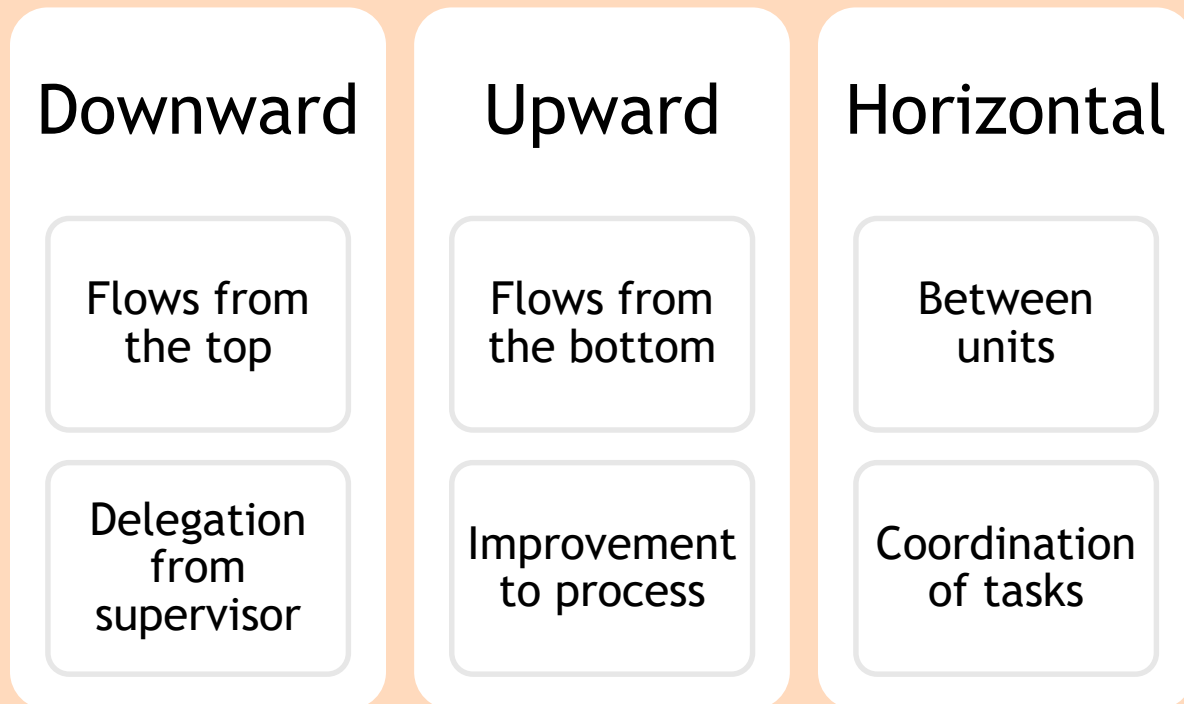 Downward
Flows from
the top
Delegation
from
supervisor
Upward
Flows from
the bottom
Improvement
to process
Horizontal
Between
units
Coordination
of tasks